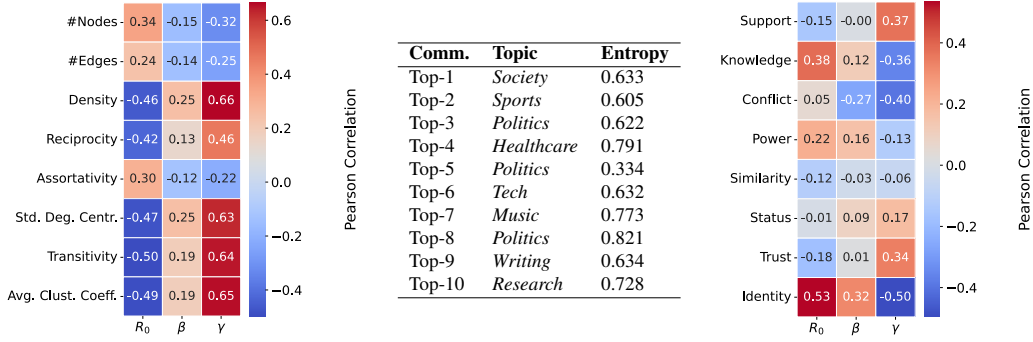 #Nodes 0.34 -0.15 -0.32
#Edges 0.24 -0.14 -0.25
Density -0.46 0.25 0.66
Reciprocity -0.42 0.13 0.46
Assortativity 0.30 -0.12 -0.22
Std. Deg. Centr. -0.47 0.25 0.63
Transitivity -0.50 0.19 0.64
Avg. Clust. Coeff. -0.49 0.19 0.65
R₀ β γ
0.6
0.4
0.2
0.0
−0.2
−0.4
Pearson Correlation
Comm. Topic Entropy
Top-1 Society 0.633
Top-2 Sports 0.605
Top-3 Politics 0.622
Top-4 Healthcare 0.791
Top-5 Politics 0.334
Top-6 Tech 0.632
Top-7 Music 0.773
Top-8 Politics 0.821
Top-9 Writing 0.634
Top-10 Research 0.728
Support -0.15 -0.00 0.37
Knowledge 0.38 0.12 -0.36
Conflict 0.05 -0.27 -0.40
Power 0.22 0.16 -0.13
Similarity -0.12 -0.03 -0.06
Status -0.01 0.09 0.17
Trust -0.18 0.01 0.34
Identity 0.53 0.32 -0.50
R₀ β γ
0.4
0.2
0.0
−0.2
−0.4
Pearson Correlation